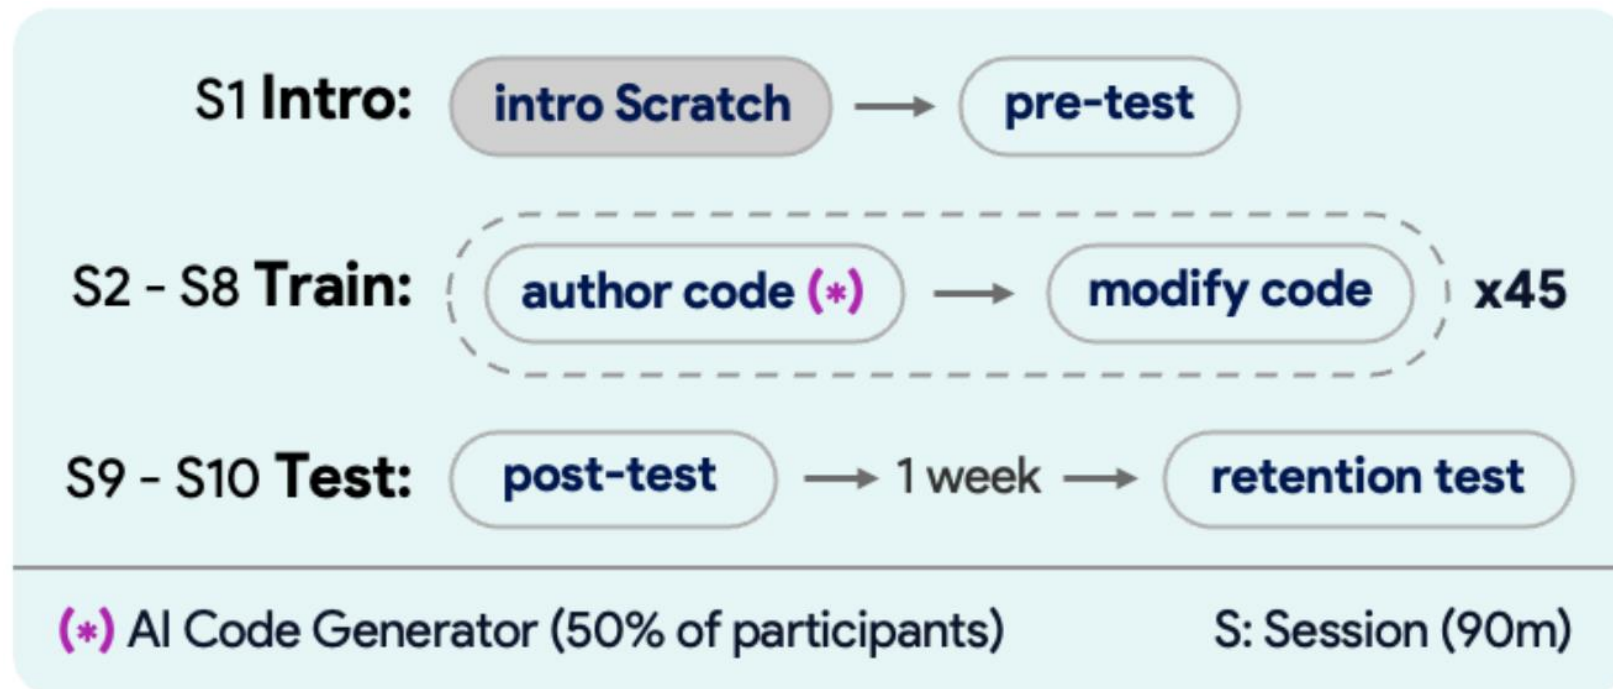 S1 Intro: intro Scratch → pre-test
S2 - S8 Train: author code (*) → modify code x45
S9 - S10 Test: post-test → 1 week → retention test
(*) AI Code Generator (50% of participants) S: Session (90m)